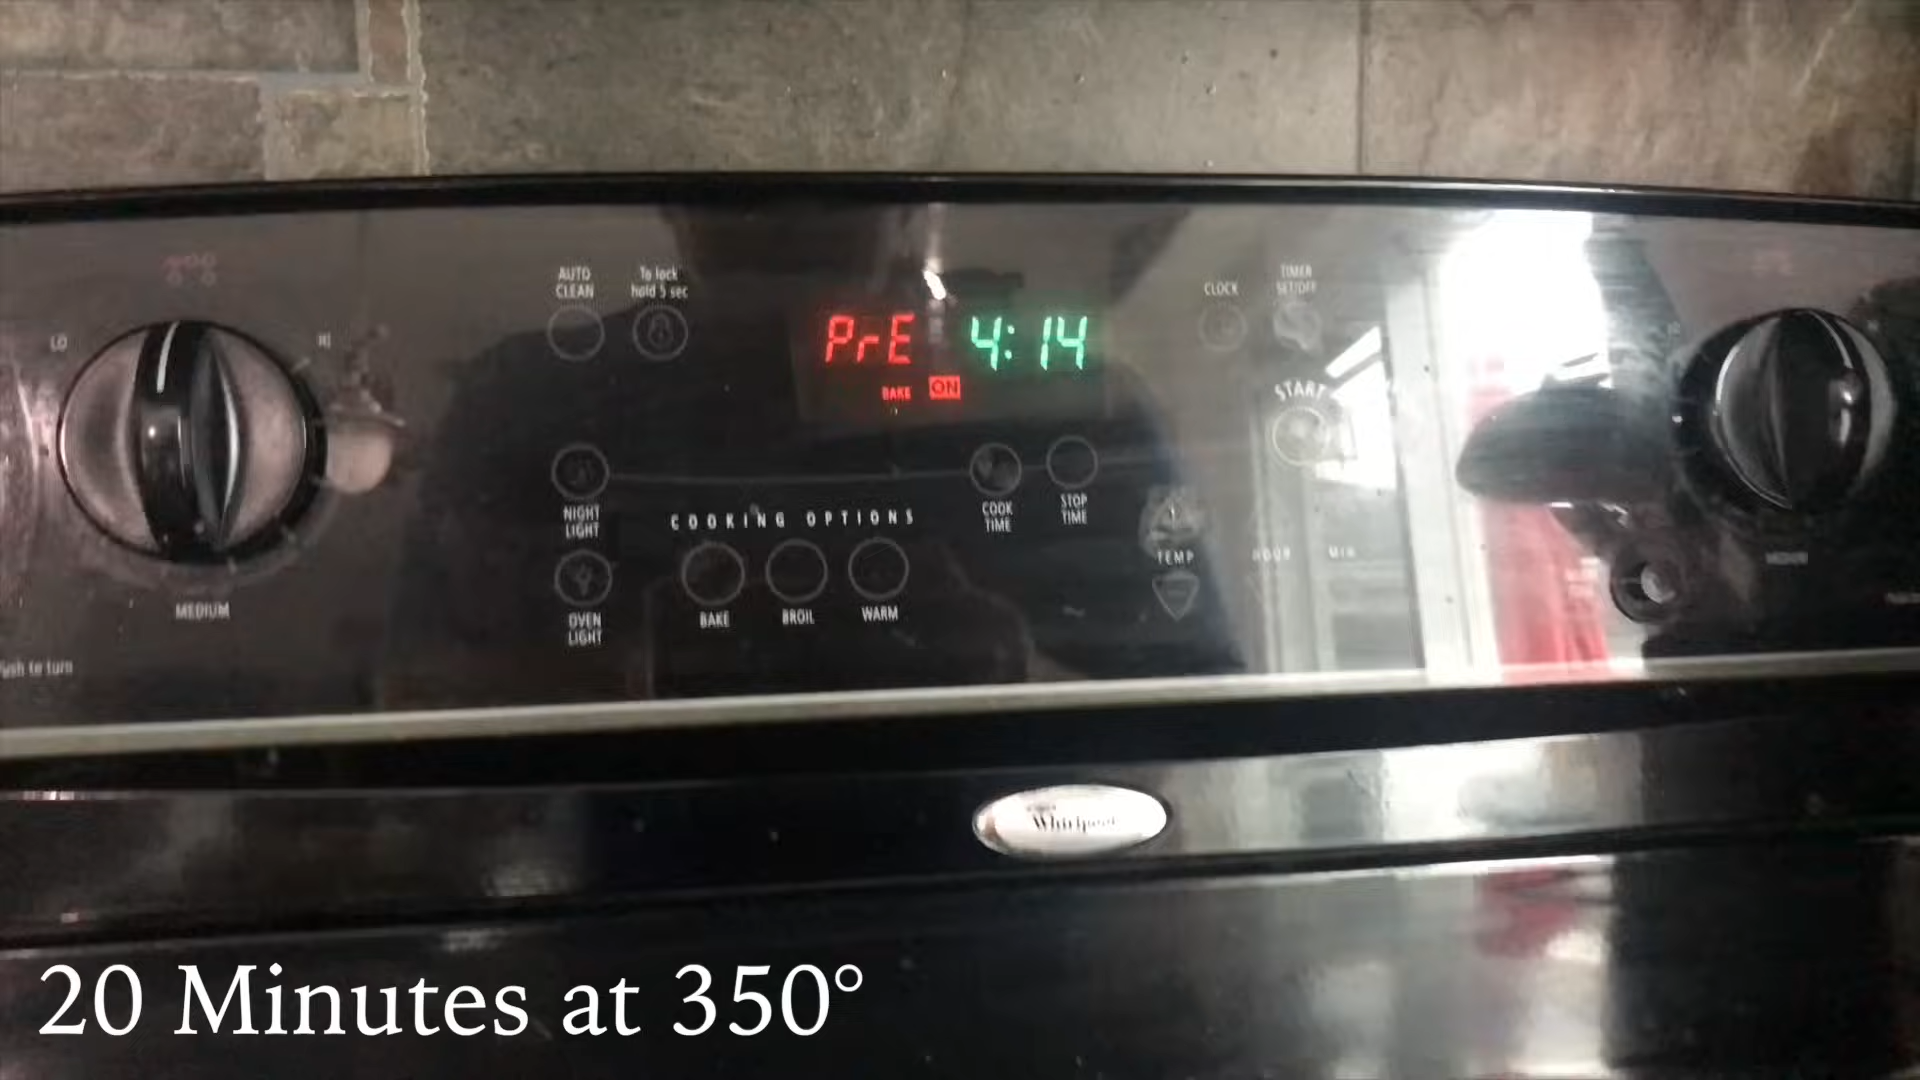 AUTO
CLEAN
To lock
hold 5 sec
CLOCK
TIMER
SET/OFF
LO
HI
PrE 4:14
BAKE ON
START
NIGHT
LIGHT
COOKING OPTIONS
COOK
TIME
STOP
TIME
TEMP
HOUR
MIN
MEDIUM
MEDIUM
OVEN
LIGHT
BAKE
BROIL
WARM
Push to turn
Whirlpool
20 Minutes at 350°